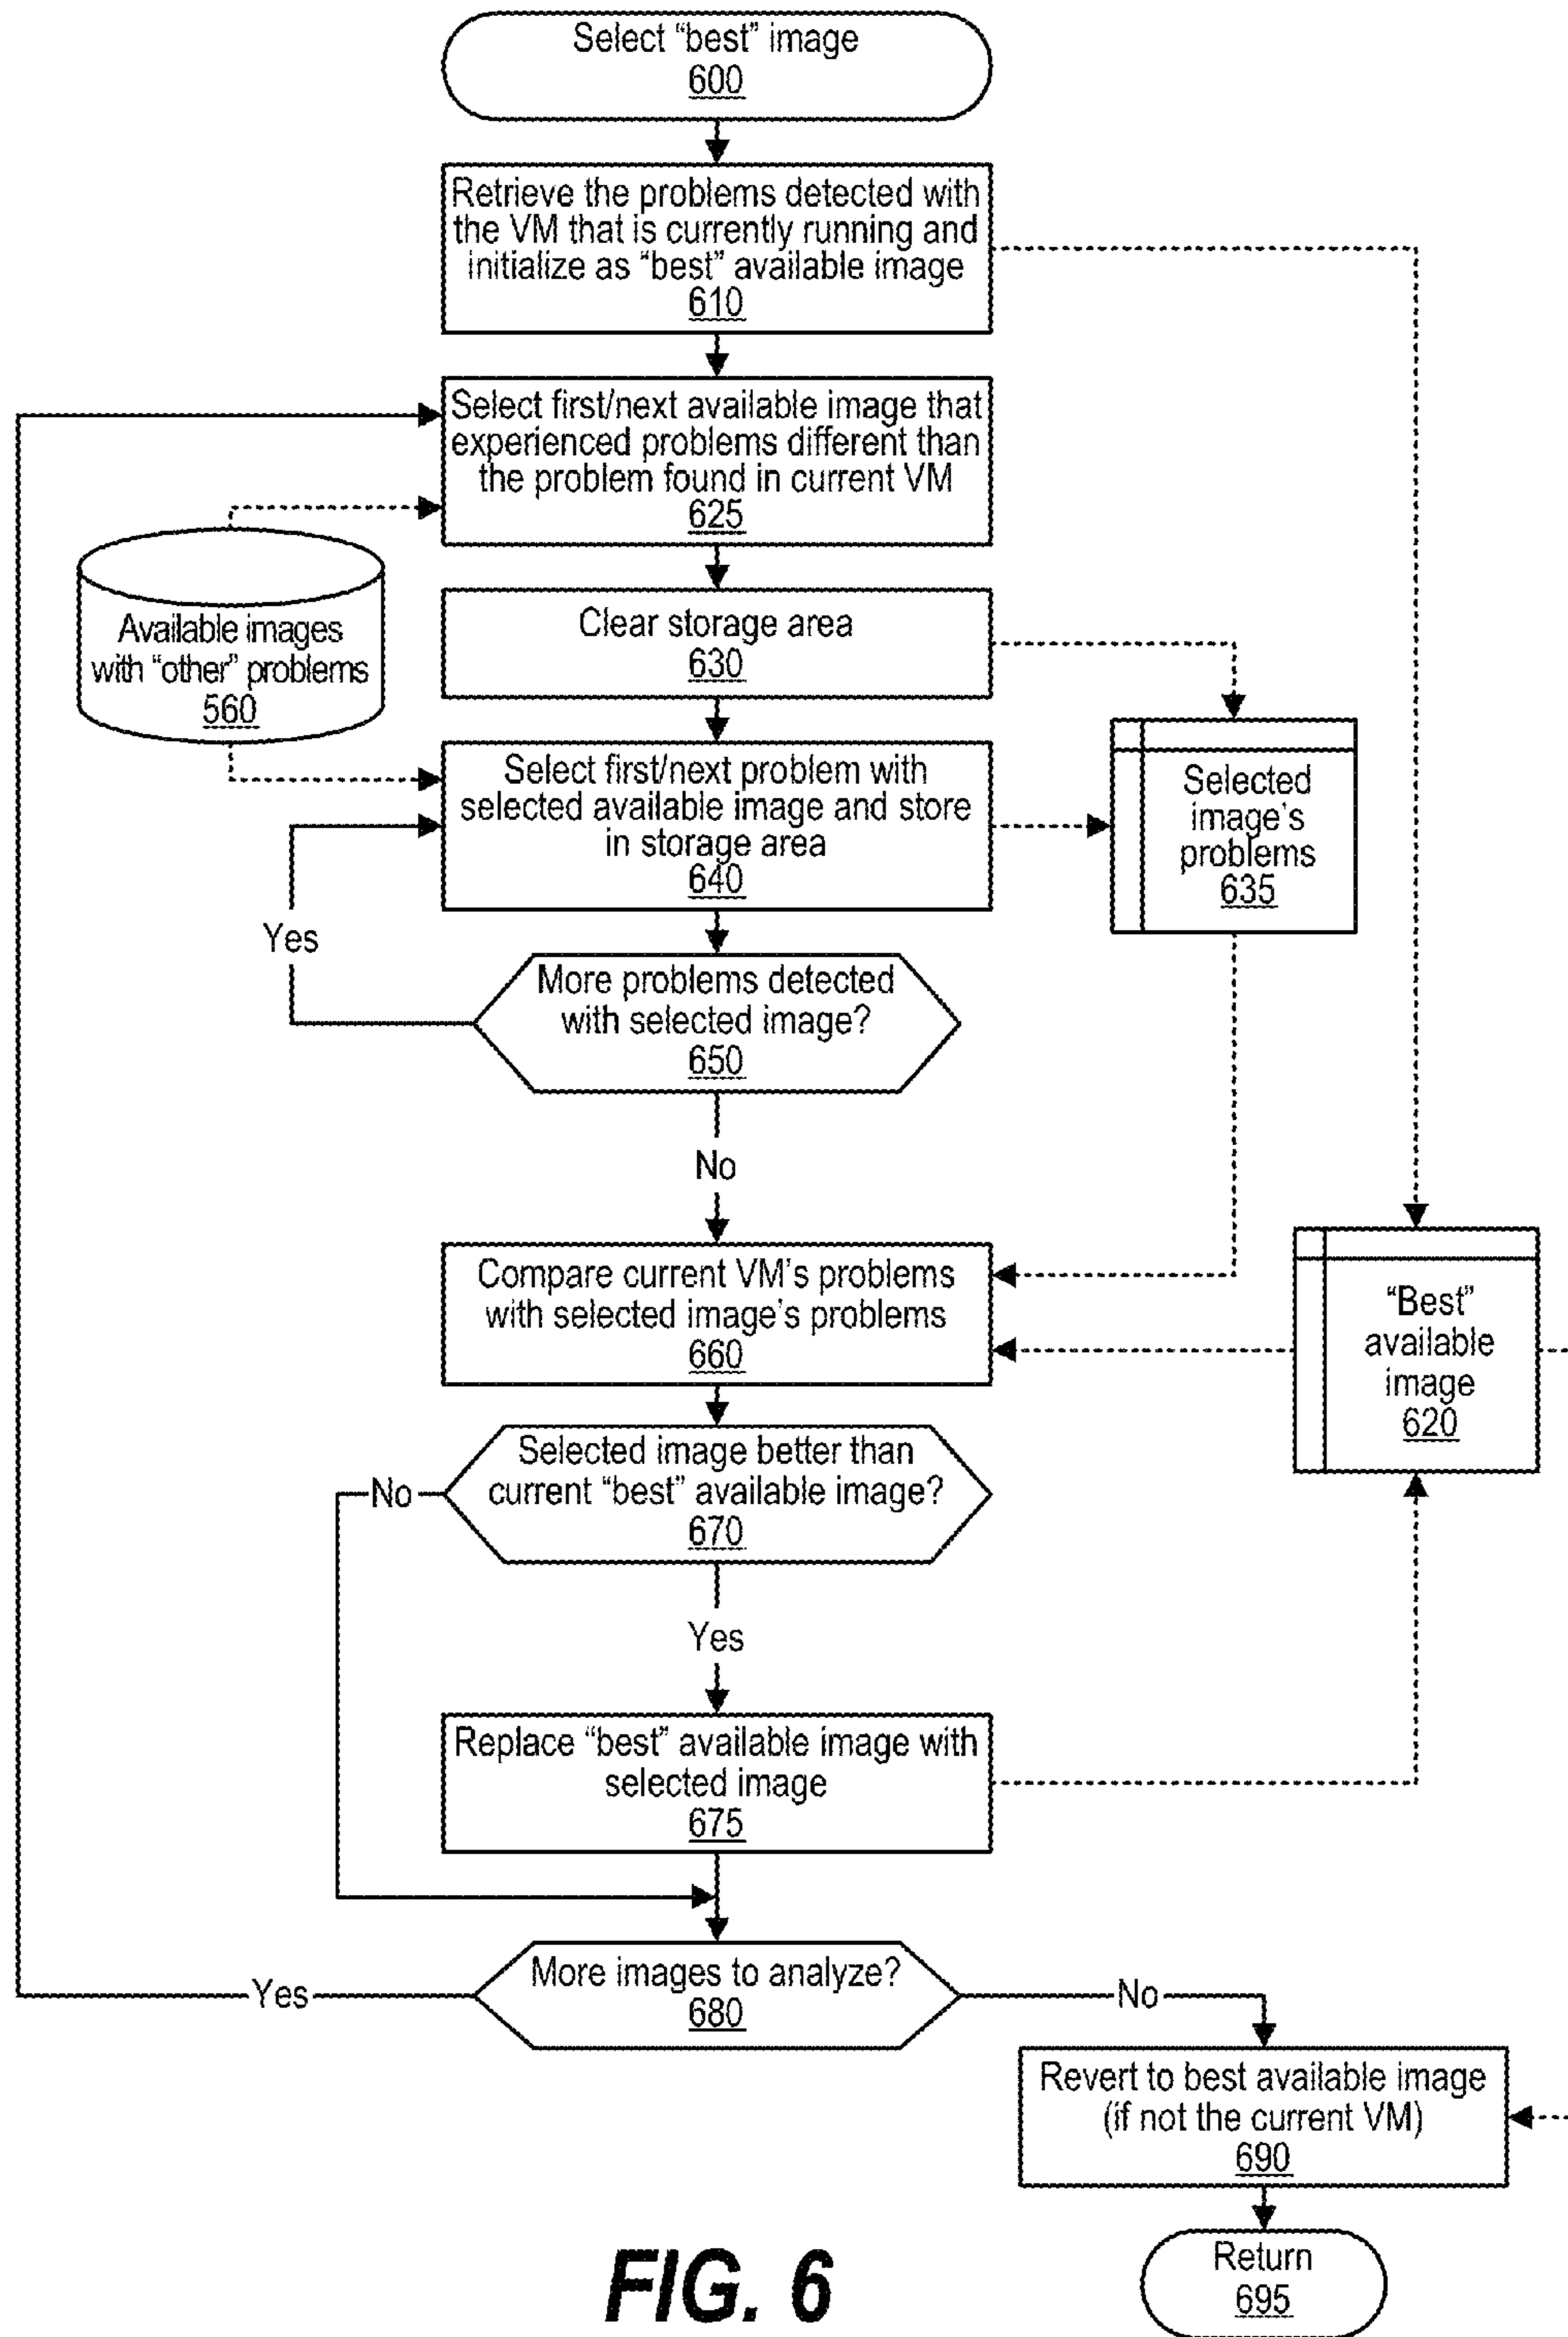 Select “best” image
600
Retrieve the problems detected with
the VM that is currently running and
initialize as “best” available image
610
Select first/next available image that
experienced problems different than
the problem found in current VM
625
Available images
with “other” problems
560
Clear storage area
630
Select first/next problem with
selected available image and store
in storage area
640
Selected
image’s
problems
635
Yes
More problems detected
with selected image?
650
No
Compare current VM’s problems
with selected image’s problems
660
“Best”
available
image
620
Selected image better than
current “best” available image?
670
No
Yes
Replace “best” available image with
selected image
675
More images to analyze?
680
Yes
No
Revert to best available image
(if not the current VM)
690
Return
695
FIG. 6